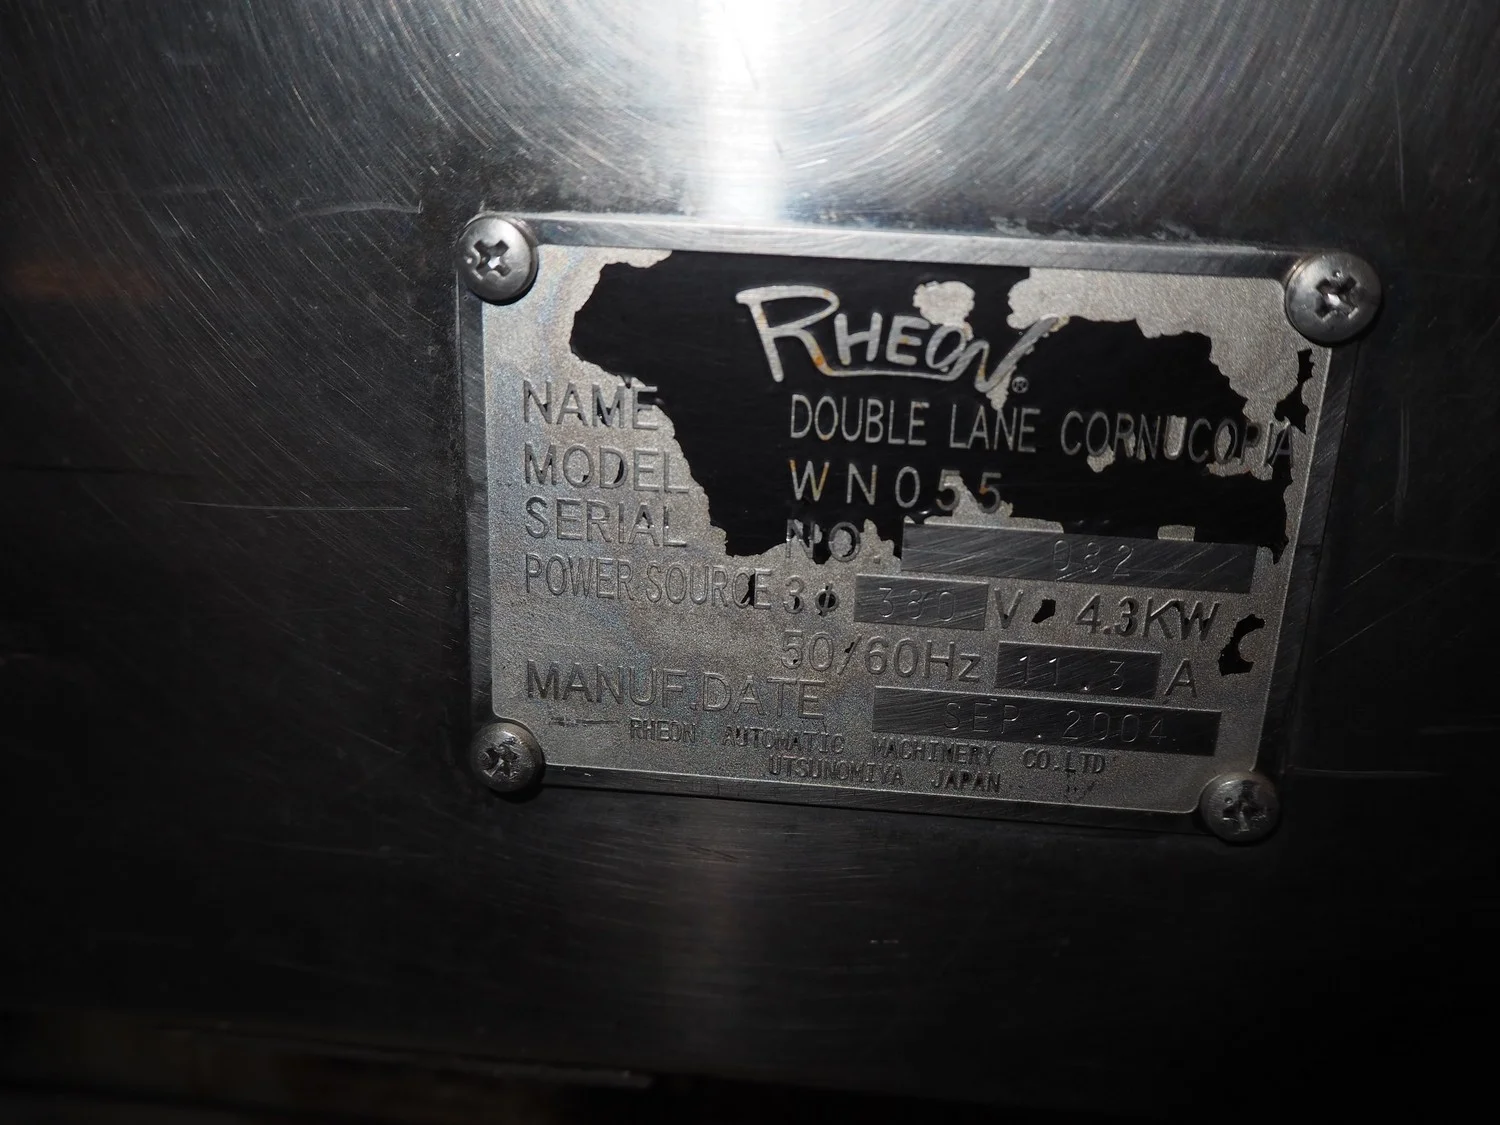 RHEON®
NAME DOUBLE LANE CORNUCOPIA
MODEL WN055
SERIAL NO 032
POWER SOURCE 3ϕ 380 V 4.3KW
50/60Hz 11.3 A
MANUF.DATE SEP.2004
RHEON AUTOMATIC MACHINERY CO.LTD
UTSUNOMIYA JAPAN